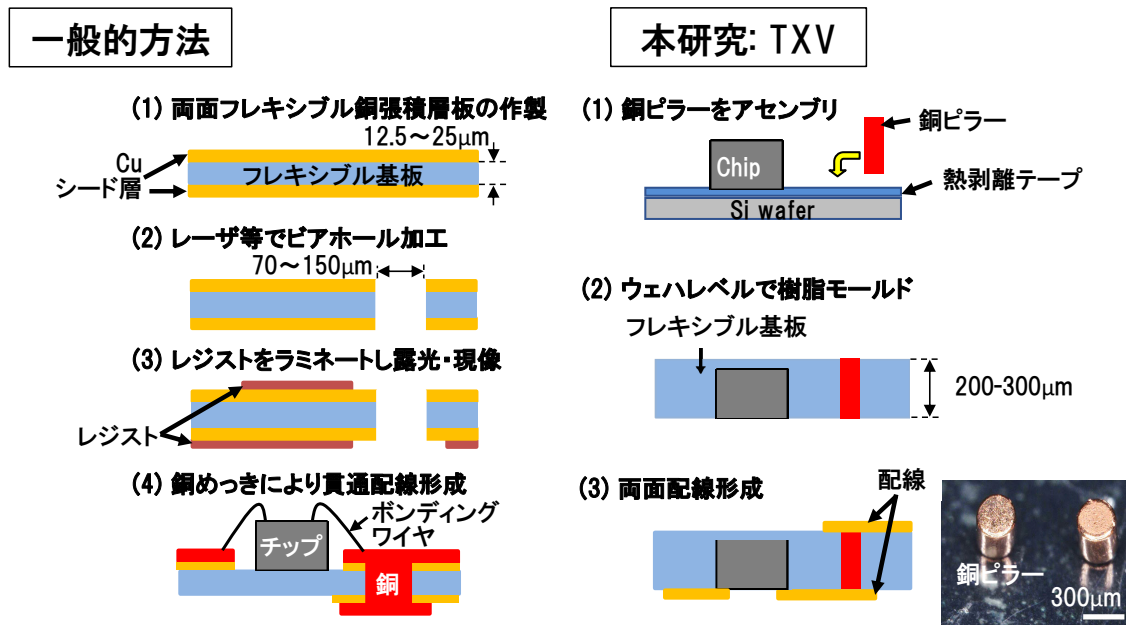 一般的方法
(1) 両面フレキシブル銅張積層板の作製
12.5～25μm
Cu
シード層
フレキシブル基板
(2) レーザ等でビアホール加工
70～150μm
(3) レジストをラミネートし露光・現像
レジスト
(4) 銅めっきにより貫通配線形成
ボンディング
ワイヤ
チップ
銅
本研究: TXV
(1) 銅ピラーをアセンブリ
銅ピラー
Chip
熱剥離テープ
Si wafer
(2) ウェハレベルで樹脂モールド
フレキシブル基板
200-300μm
(3) 両面配線形成
配線
銅ピラー
300μm